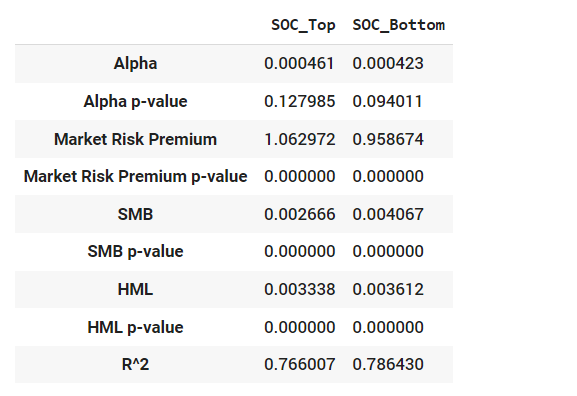 SOC_Top SOC_Bottom
Alpha 0.000461 0.000423
Alpha p-value 0.127985 0.094011
Market Risk Premium 1.062972 0.958674
Market Risk Premium p-value 0.000000 0.000000
SMB 0.002666 0.004067
SMB p-value 0.000000 0.000000
HML 0.003338 0.003612
HML p-value 0.000000 0.000000
R^2 0.766007 0.786430